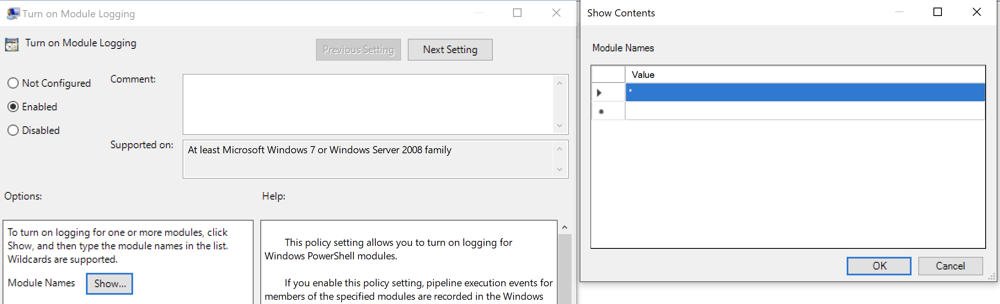 Turn on Module Logging
Turn on Module Logging
Previous Setting
Next Setting
Not Configured
Enabled
Disabled
Comment:
Supported on:
At least Microsoft Windows 7 or Windows Server 2008 family
Options:
Help:
To turn on logging for one or more modules, click
Show, and then type the module names in the list.
Wildcards are supported.
Module Names
Show...
This policy setting allows you to turn on logging for
Windows PowerShell modules.
If you enable this policy setting, pipeline execution events for
members of the specified modules are recorded in the Windows
Show Contents
Module Names
Value
*
OK
Cancel